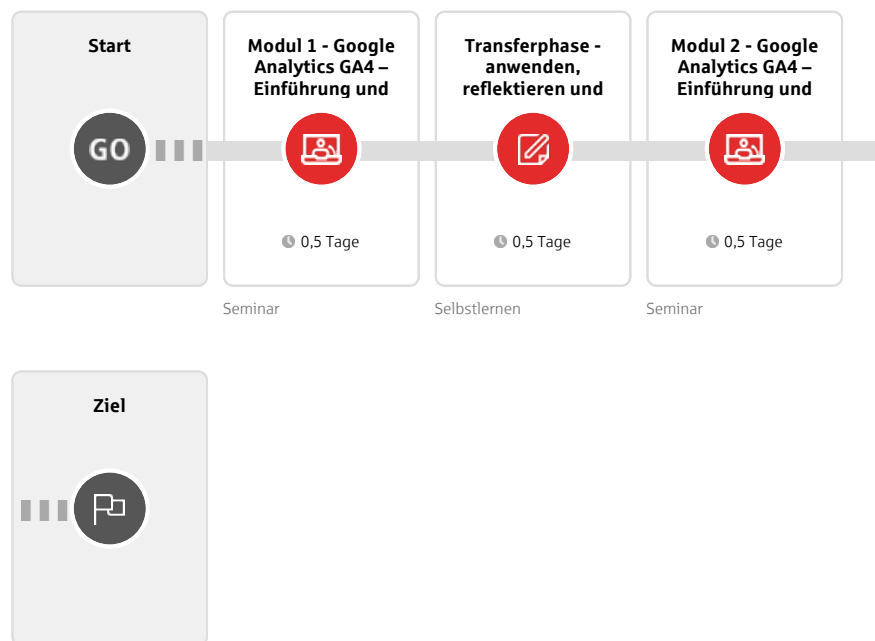 Start
GO
Modul 1 - Google
Analytics GA4 –
Einführung und
0,5 Tage
Seminar
Transferphase -
anwenden,
reflektieren und
0,5 Tage
Selbstlernen
Modul 2 - Google
Analytics GA4 –
Einführung und
0,5 Tage
Seminar
Ziel